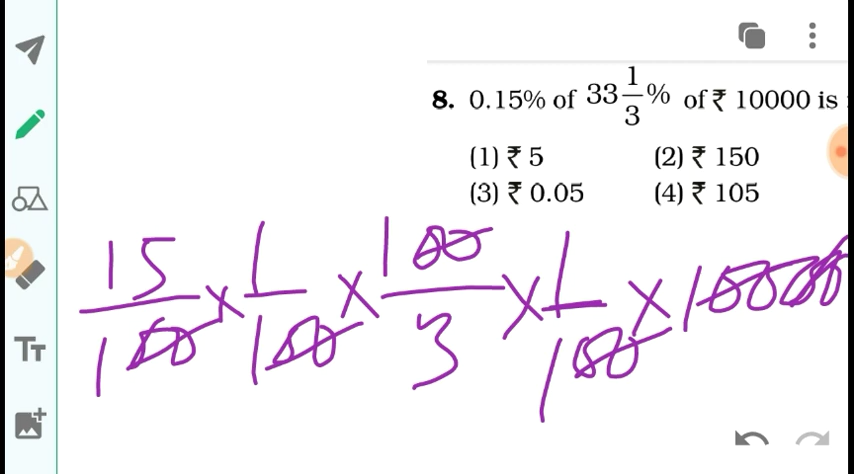 8. 0.15% of 33 1/3 % of ₹ 10000 is :
(1) ₹ 5 (2) ₹ 150
(3) ₹ 0.05 (4) ₹ 105
15/100 × 1/100 × 100/3 × 1/100 × 10000
TT